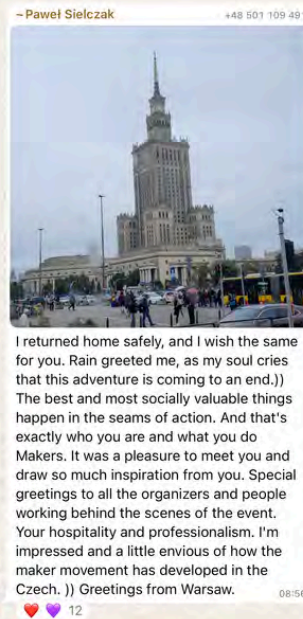 ~Paweł Sielczak +48 501 109 49
I returned home safely, and I wish the same
for you. Rain greeted me, as my soul cries
that this adventure is coming to an end.))
The best and most socially valuable things
happen in the seams of action. And that's
exactly who you are and what you do
Makers. It was a pleasure to meet you and
draw so much inspiration from you. Special
greetings to all the organizers and people
working behind the scenes of the event.
Your hospitality and professionalism. I'm
impressed and a little envious of how the
maker movement has developed in the
Czech. )) Greetings from Warsaw.
08:56
12